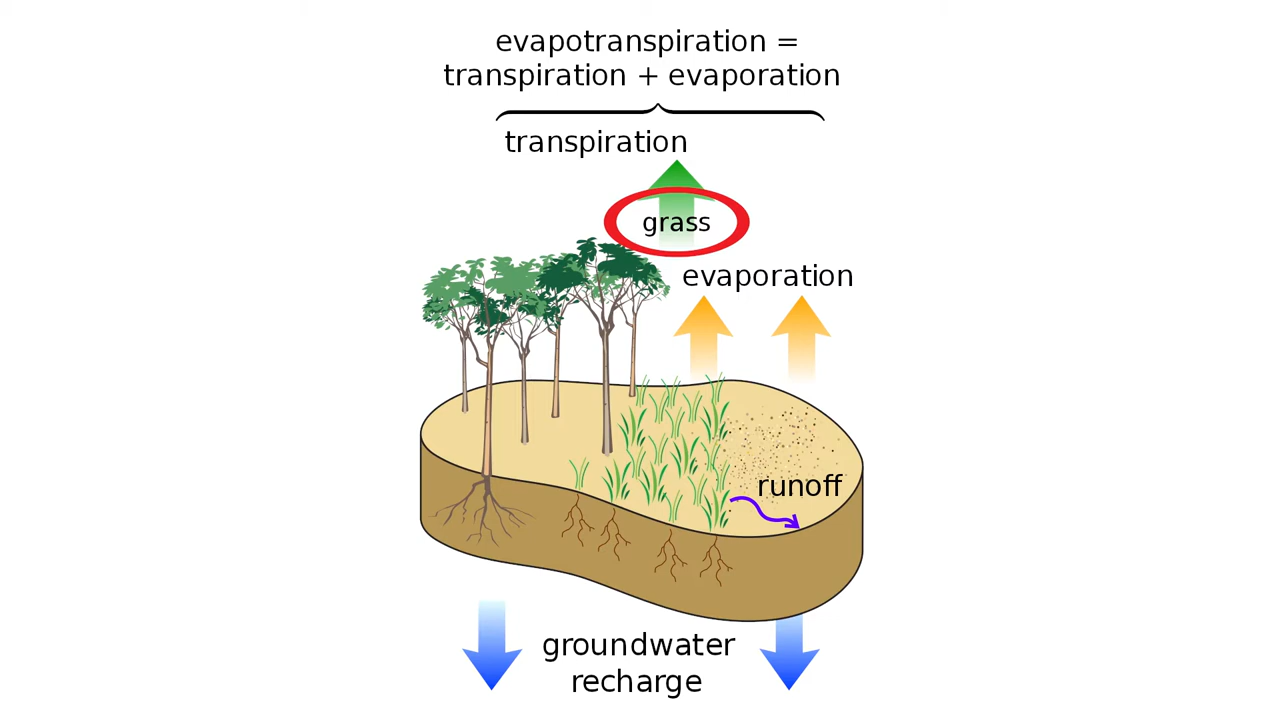 evapotranspiration =
transpiration + evaporation
transpiration
grass
evaporation
runoff
groundwater
recharge